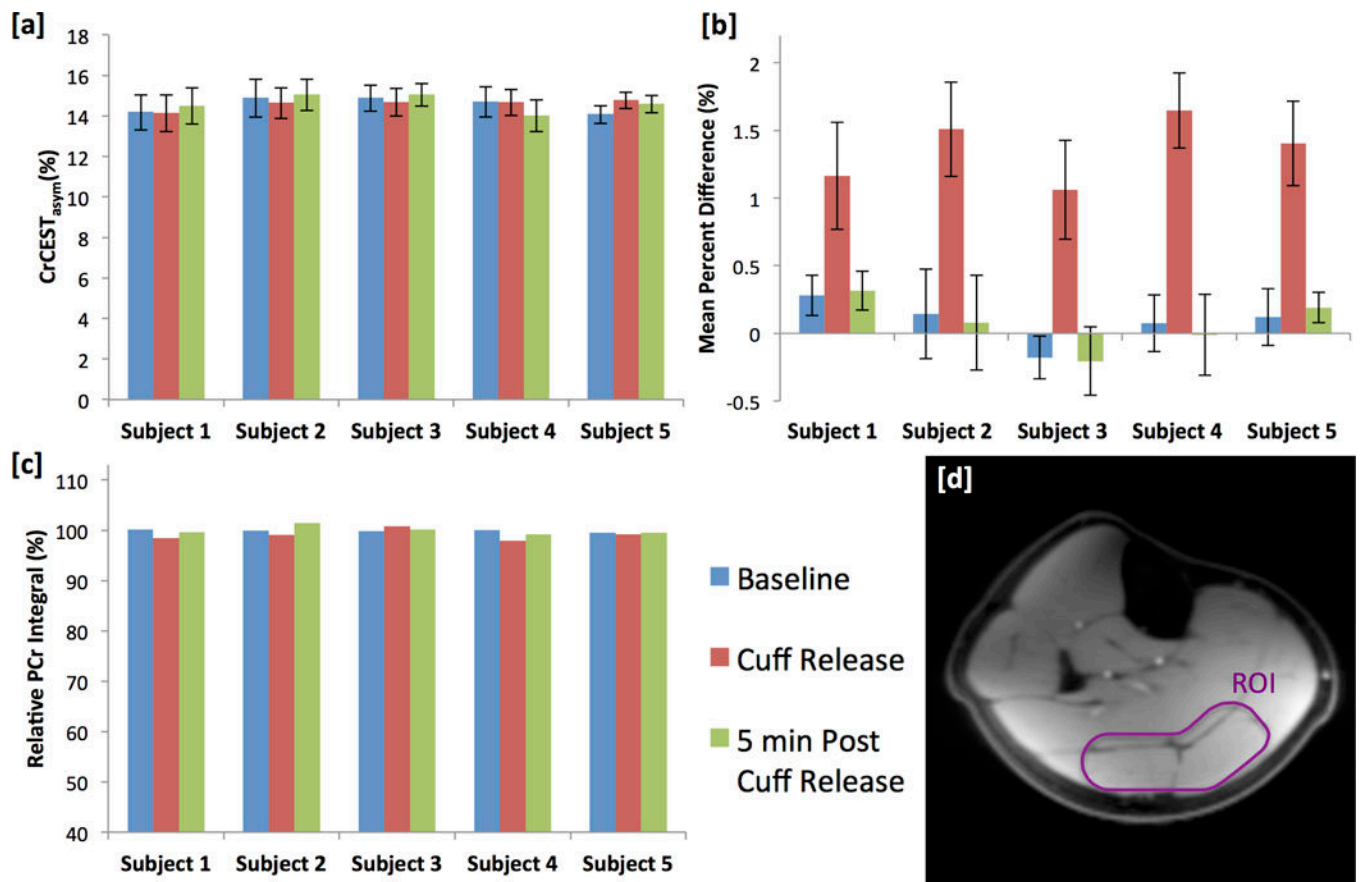 [a]
CrCESTasym(%)
18
16
14
12
10
8
6
4
2
0
Subject 1 Subject 2 Subject 3 Subject 4 Subject 5
[b]
Mean Percent Difference (%)
2
1.5
1
0.5
0
-0.5
Subject 1 Subject 2 Subject 3 Subject 4 Subject 5
[c]
Relative PCr Integral (%)
110
100
90
80
70
60
50
40
Subject 1 Subject 2 Subject 3 Subject 4 Subject 5
Baseline
Cuff Release
5 min Post
Cuff Release
[d]
ROI